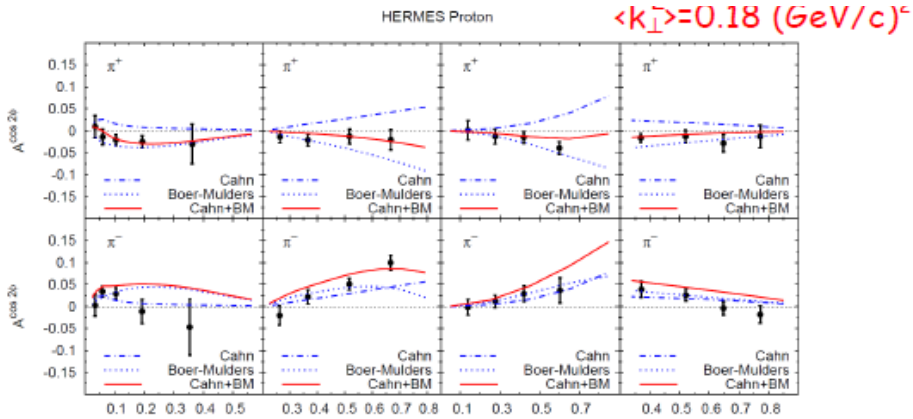 HERMES Proton
<k⊥²>=0.18 (GeV/c)²
0.15
0.1
0.05
0
-0.05
-0.1
-0.15
A^cos 2φ
π⁺
Cahn
Boer-Mulders
Cahn+BM
π⁺
Cahn
Boer-Mulders
Cahn+BM
π⁺
Cahn
Boer-Mulders
Cahn+BM
π⁺
Cahn
Boer-Mulders
Cahn+BM
0.15
0.1
0.05
0
-0.05
-0.1
-0.15
A^cos 2φ
π⁻
Cahn
Boer-Mulders
Cahn+BM
π⁻
Cahn
Boer-Mulders
Cahn+BM
π⁻
Cahn
Boer-Mulders
Cahn+BM
π⁻
Cahn
Boer-Mulders
Cahn+BM
0.1 0.2 0.3 0.4 0.5
0.3 0.4 0.5 0.6 0.7 0.8
0.1 0.3 0.5 0.7
0.4 0.5 0.6 0.7 0.8